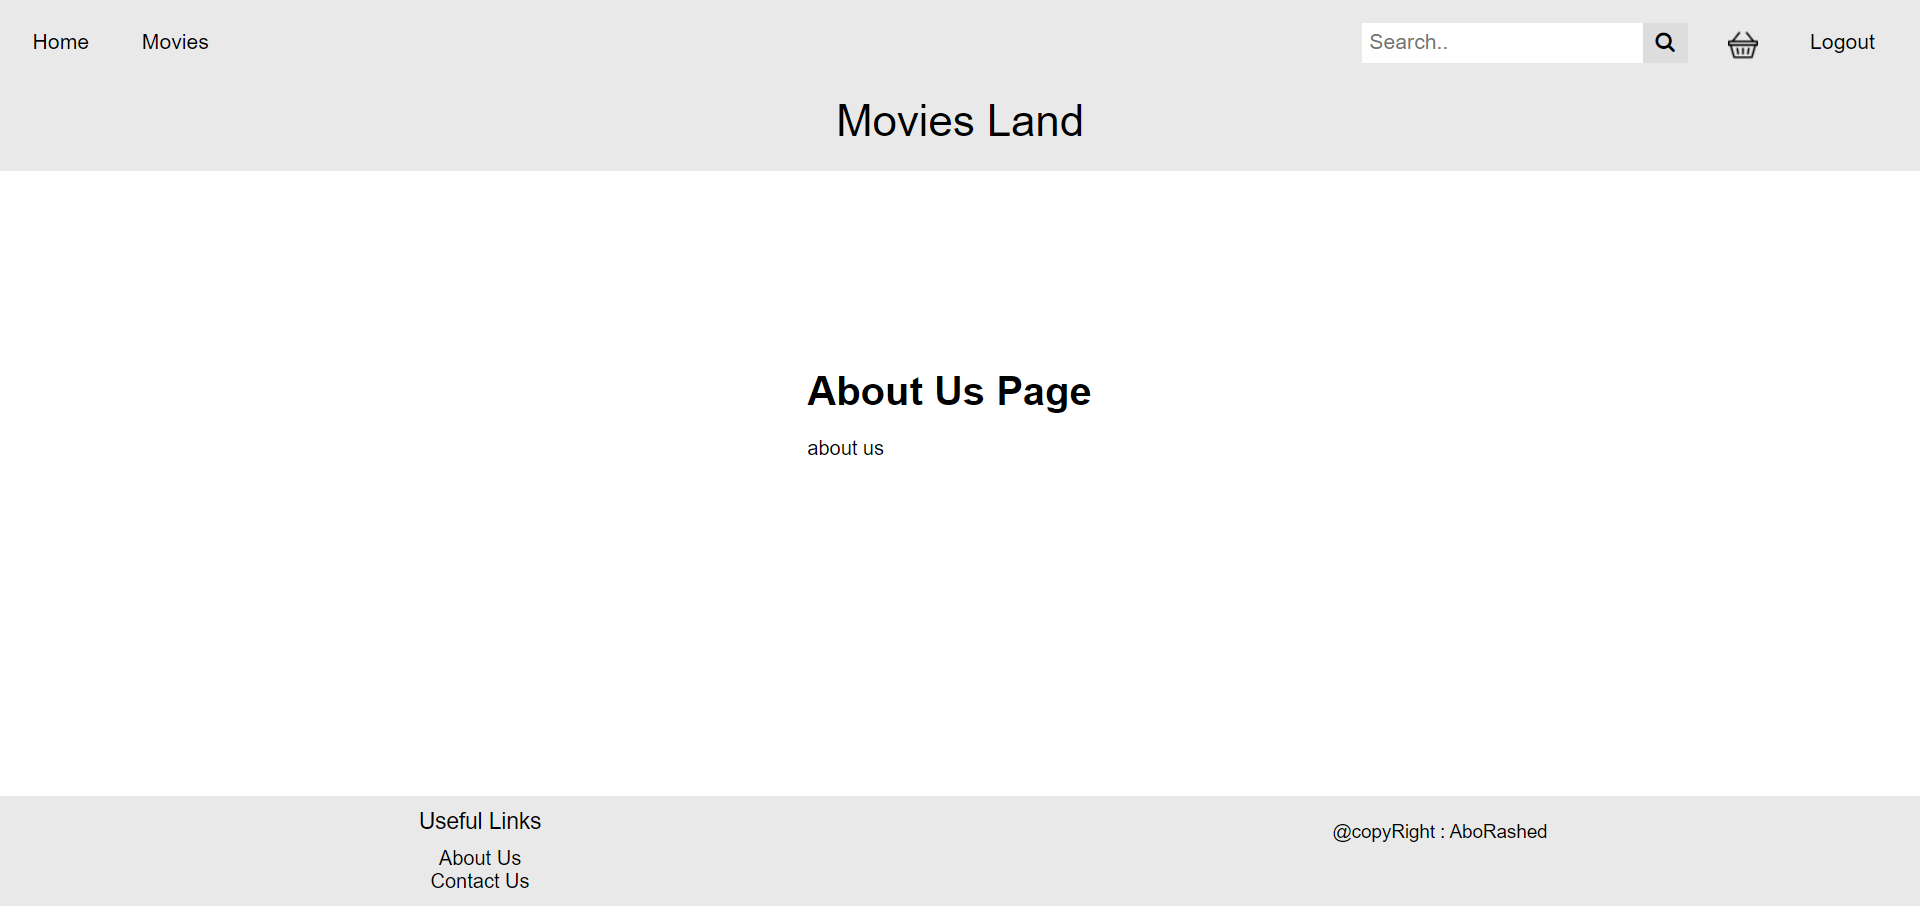 Home Movies Search.. Logout
Movies Land
About Us Page
about us
Useful Links
About Us
Contact Us
@copyRight : AboRashed